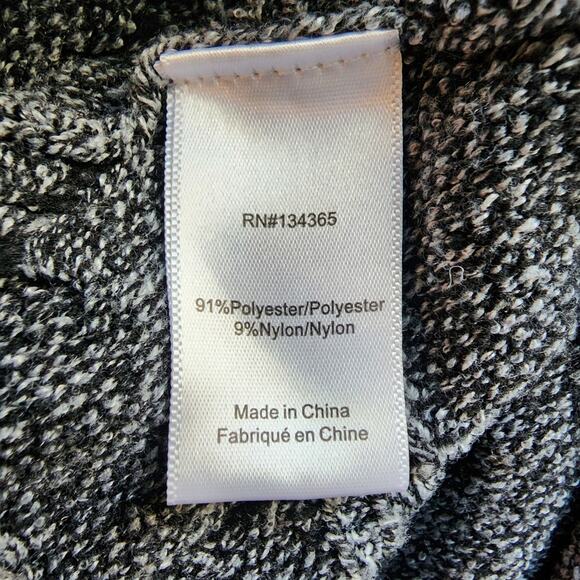 RN#134365
91%Polyester/Polyester
9%Nylon/Nylon
Made in China
Fabriqué en Chine